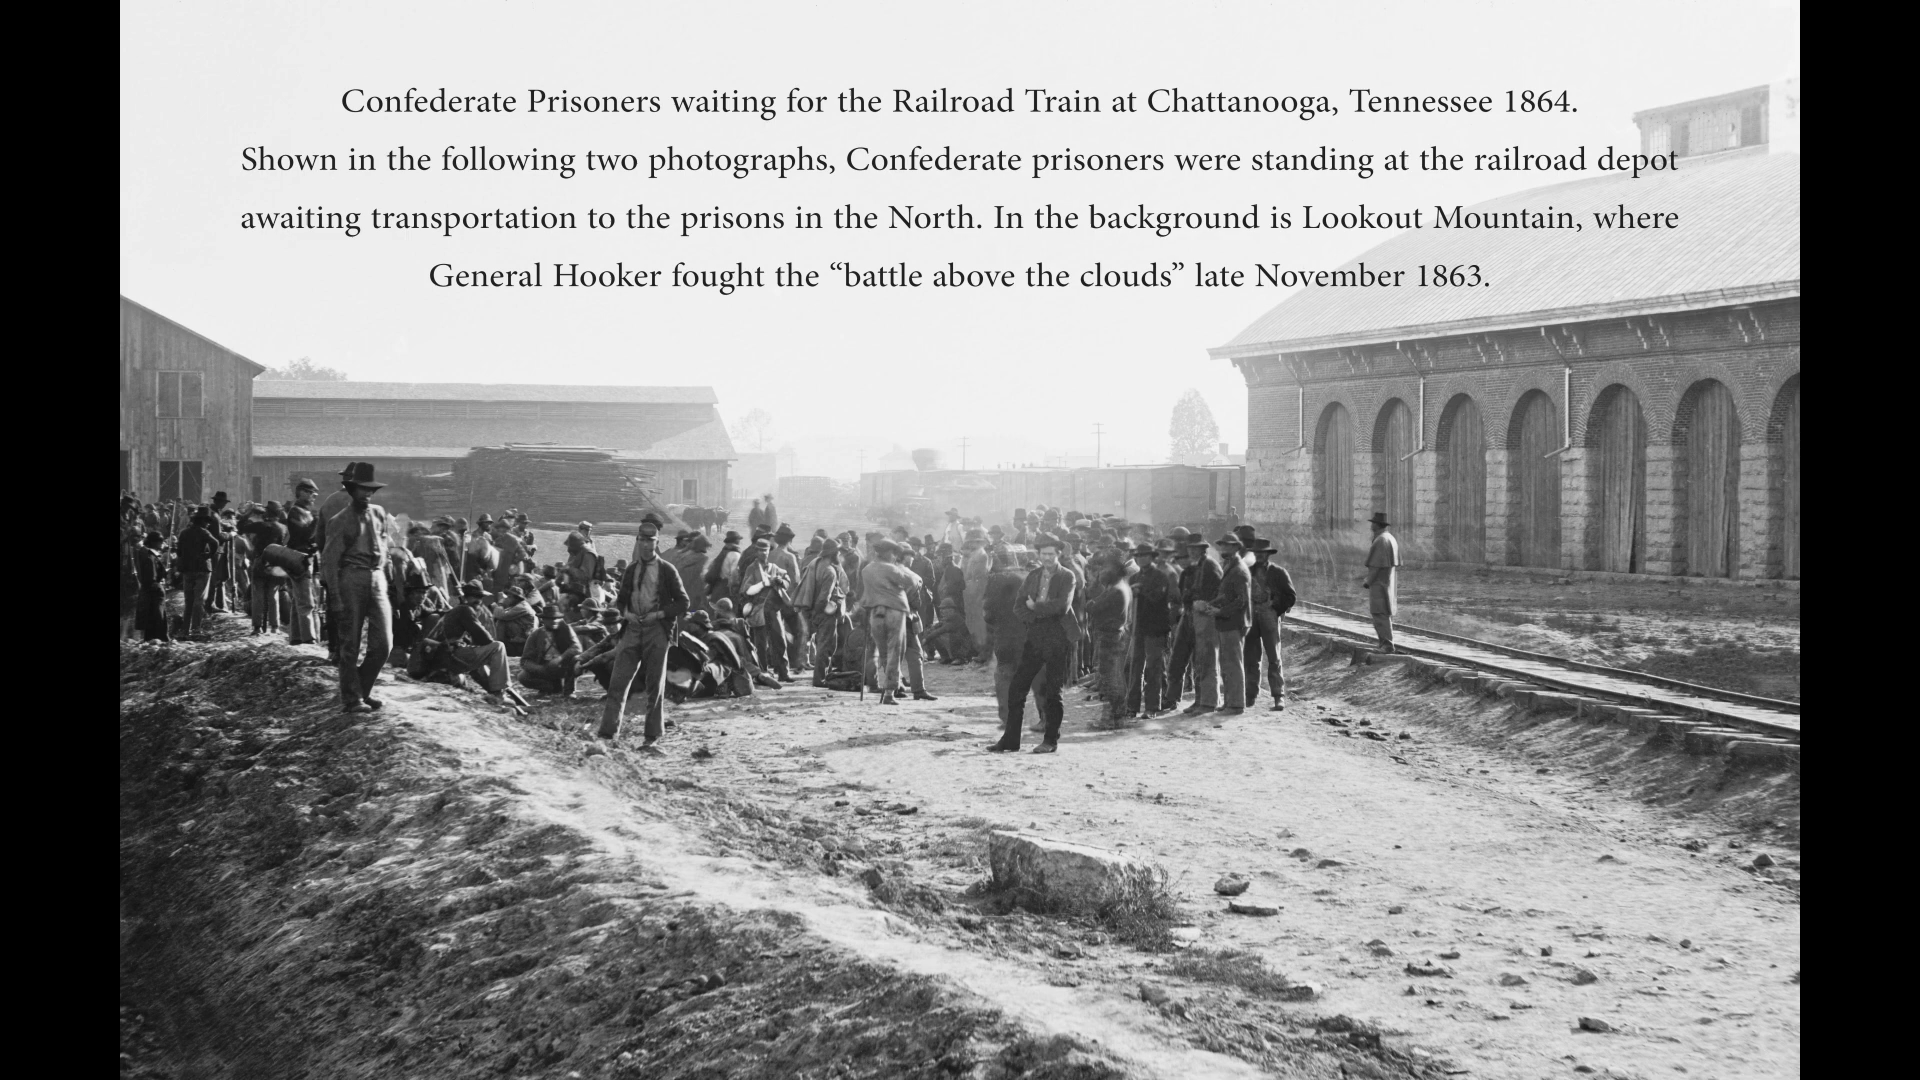 Confederate Prisoners waiting for the Railroad Train at Chattanooga, Tennessee 1864.
Shown in the following two photographs, Confederate prisoners were standing at the railroad depot
awaiting transportation to the prisons in the North. In the background is Lookout Mountain, where
General Hooker fought the “battle above the clouds” late November 1863.